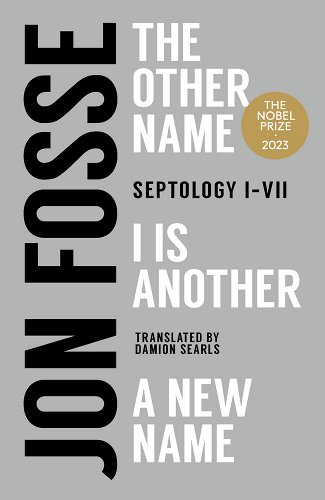 JON FOSSE
THE
OTHER
NAME
THE
NOBEL
PRIZE
·
2023
SEPTOLOGY I–VII
I IS
ANOTHER
TRANSLATED BY
DAMION SEARLS
A NEW
NAME